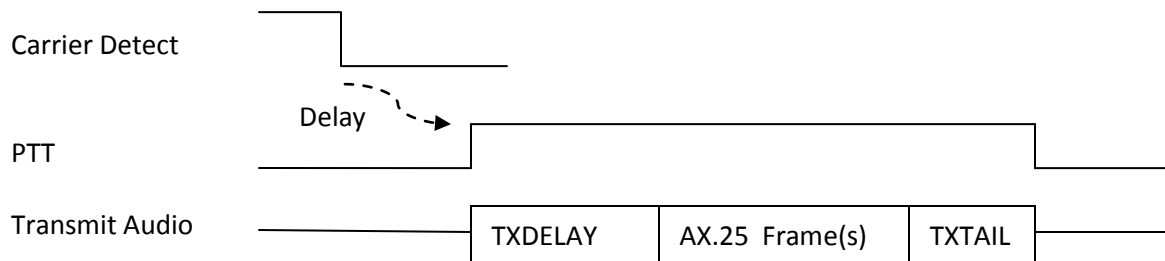 Carrier Detect
Delay
PTT
Transmit Audio
TXDELAY
AX.25 Frame(s)
TXTAIL